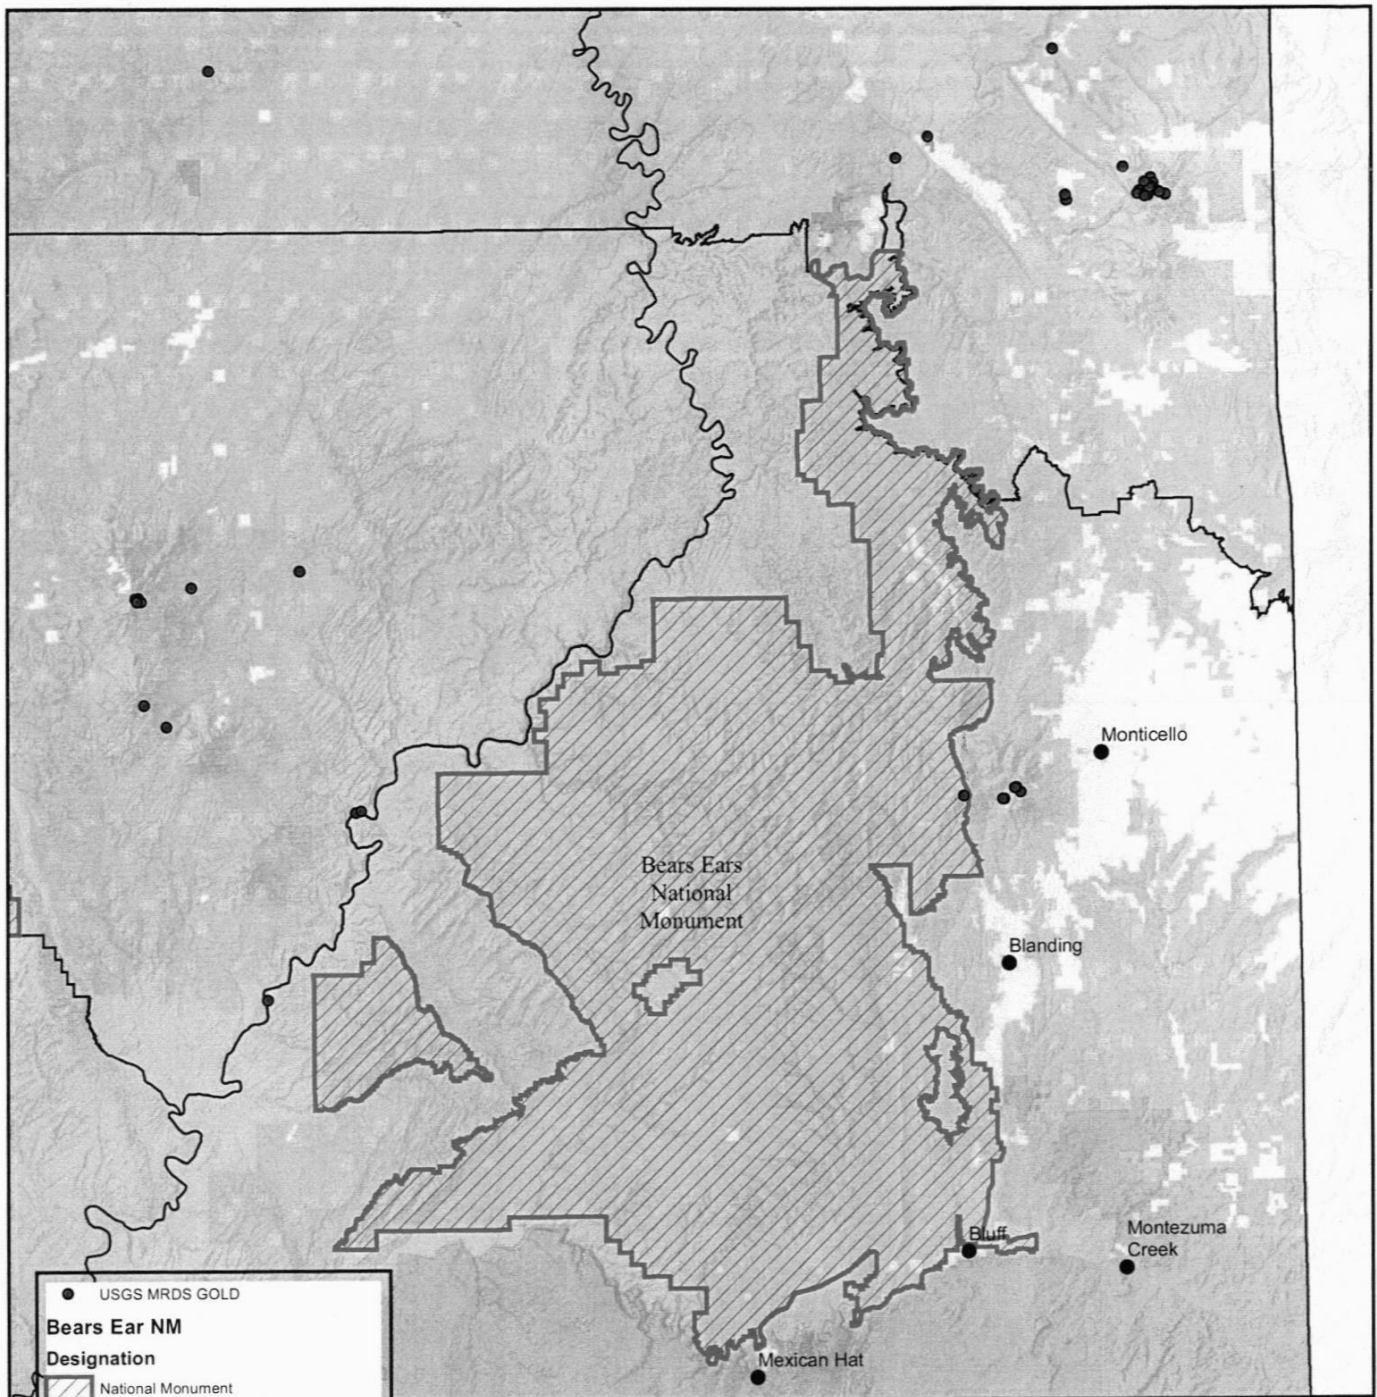 Monticello
Bears Ears
National
Monument
Blanding
Bluff
Montezuma
Creek
Mexican Hat
USGS MRDS GOLD
Bears Ear NM
Designation
National Monument